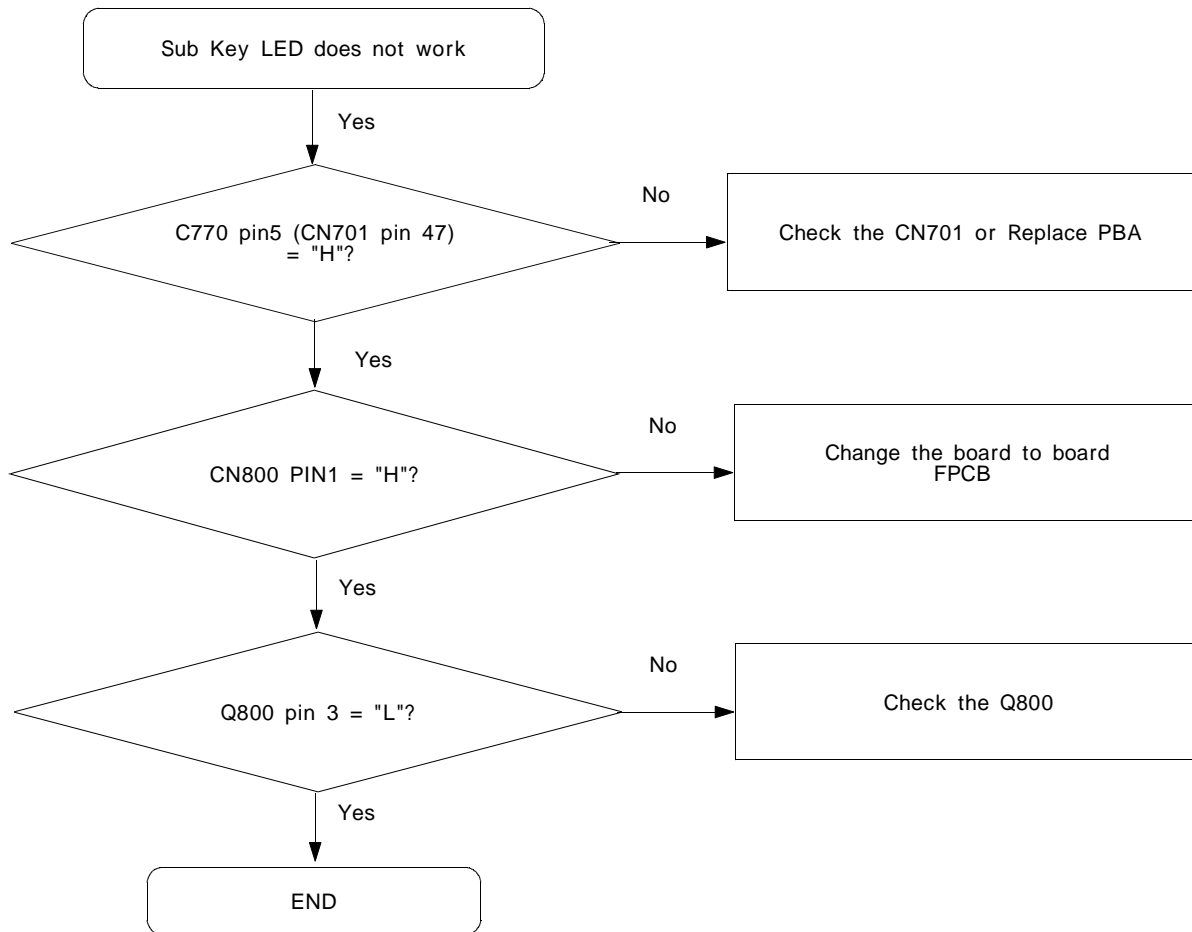 Sub Key LED does not work
Yes
C770 pin5 (CN701 pin 47)
= "H"?
No
Check the CN701 or Replace PBA
Yes
CN800 PIN1 = "H"?
No
Change the board to board
FPCB
Yes
Q800 pin 3 = "L"?
No
Check the Q800
Yes
END